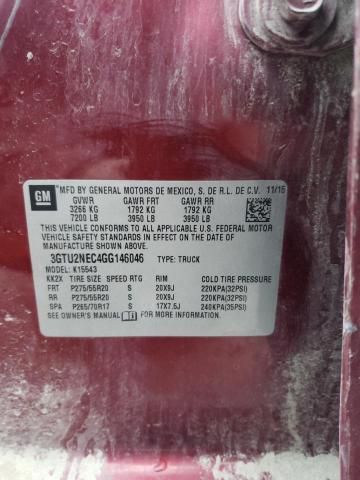 GM
MFD BY GENERAL MOTORS DE MEXICO, S. DE R.L. DE C.V. 11/15
GVWR GAWR FRT GAWR RR
3266 KG 1792 KG 1792 KG
7200 LB 3950 LB 3950 LB
THIS VEHICLE CONFORMS TO ALL APPLICABLE U.S. FEDERAL MOTOR
VEHICLE SAFETY AND THEFT PREVENTION STANDARDS IN EFFECT ON
THE DATE OF MANUFACTURE SHOWN ABOVE.
3GTU2NEC4GG146046 TYPE: TRUCK
MODEL: K15543
KK2X TIRE SIZE SPEED RTG RIM COLD TIRE PRESSURE
FRT P275/55R20 S 20X9J 220KPA(32PSI)
RR P275/55R20 S 20X9J 220KPA(32PSI)
SPA P265/70R17 S 17X7.5J 240KPA(35PSI)
SEE OWNER'S MANUAL FOR MORE INFORMATION.